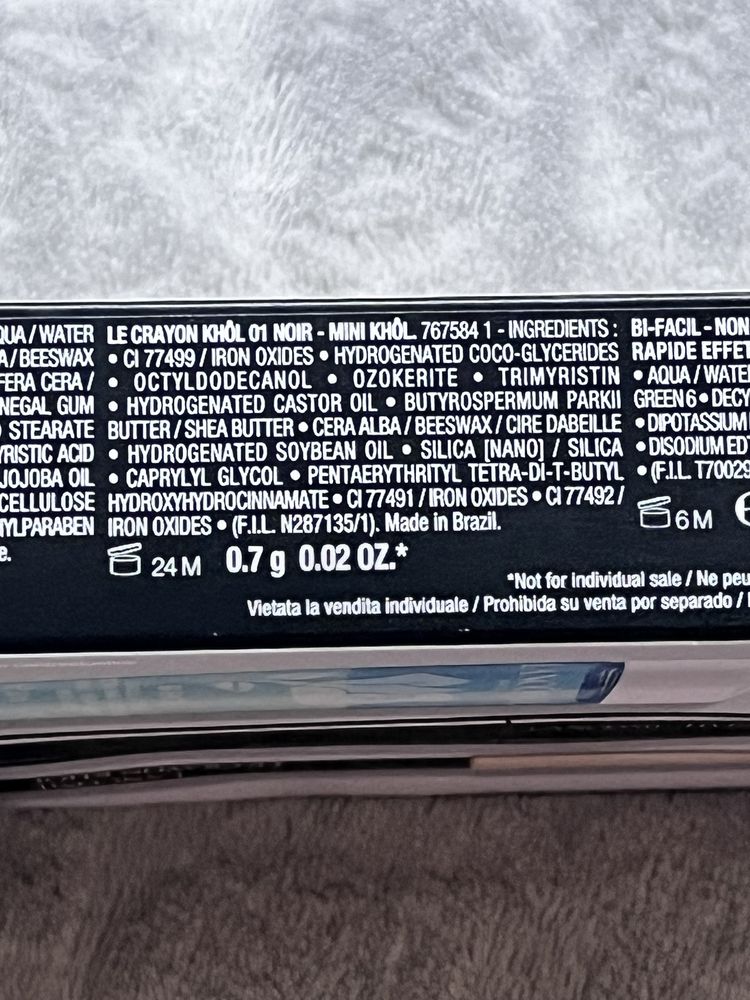 QUA / WATER
A / BEESWAX
FERA CERA /
NEGAL GUM
STEARATE
YRISTIC ACID
JOJOBA OIL
CELLULOSE
YLPARABEN
e.
LE CRAYON KHÔL 01 NOIR - MINI KHÔL 767584 1 - INGREDIENTS :
• CI 77499 / IRON OXIDES • HYDROGENATED COCO-GLYCERIDES
• OCTYLDODECANOL • OZOKERITE • TRIMYRISTIN
• HYDROGENATED CASTOR OIL • BUTYROSPERMUM PARKII
BUTTER / SHEA BUTTER • CERA ALBA / BEESWAX / CIRE DABEILLE
• HYDROGENATED SOYBEAN OIL • SILICA [NANO] / SILICA
• CAPRYLYL GLYCOL • PENTAERYTHRITYL TETRA-DI-T-BUTYL
HYDROXYHYDROCINNAMATE • CI 77491 / IRON OXIDES • CI 77492 /
IRON OXIDES • (F.I.L. N287135/1). Made in Brazil.
24 M 0.7 g 0.02 OZ.*
BI-FACIL - NON
RAPIDE EFFET
• AQUA / WATE
GREEN 6 • DECY
• DIPOTASSIUM
• DISODIUM ED
• (F.I.L. T70029
6 M
*Not for individual sale / Ne peu
Vietata la vendita individuale / Prohibida su venta por separado /